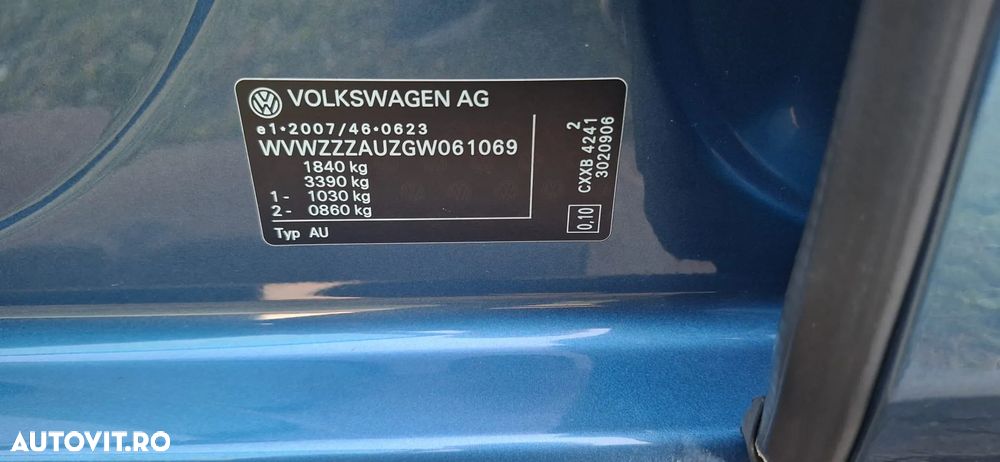 VOLKSWAGEN AG
e1*2007/46*0623
WVWZZZAUZGW061069
1840 kg
3390 kg
1 - 1030 kg
2 - 0860 kg
Typ AU
2
CXXB 4241
3020906
0,10
AUTOVIT.RO